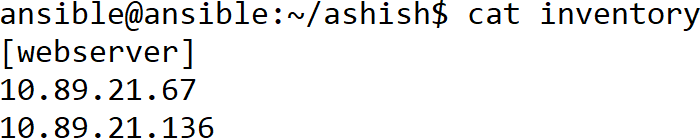 ansible@ansible:~/ashish$ cat inventory
[webserver]
10.89.21.67
10.89.21.136